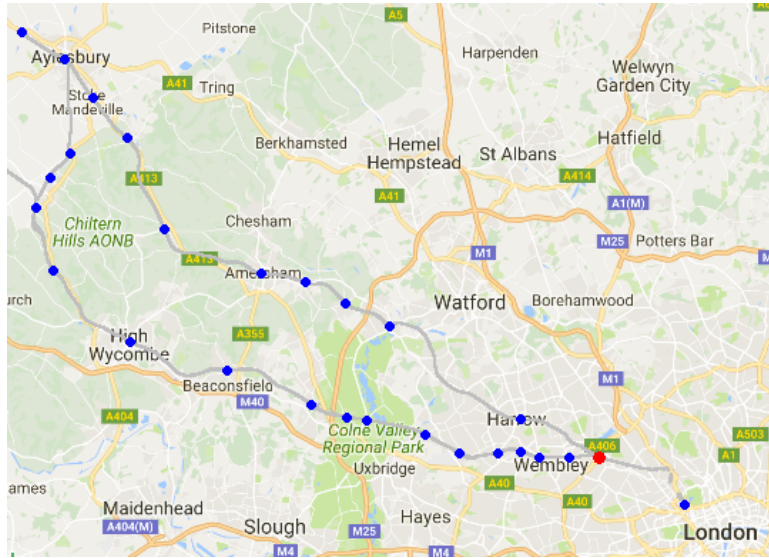 Pitstone
A5
Harpenden
Aylesbury
A41
Tring
Welwyn
Garden City
Stoke
Mandeville
Berkhamsted
Hemel
Hempstead
St Albans
Hatfield
A413
A414
A41
A1(M)
Chesham
Chiltern
Hills AONB
M25
Potters Bar
M1
A413
Amersham
Watford
Borehamwood
High
Wycombe
A355
M1
Beaconsfield
M40
A404
Harrow
Colne Valley
Regional Park
A406
A503
A1
Uxbridge
Wembley
A40
A40
Maidenhead
A404(M)
Slough
Hayes
M25
London
M4
M4